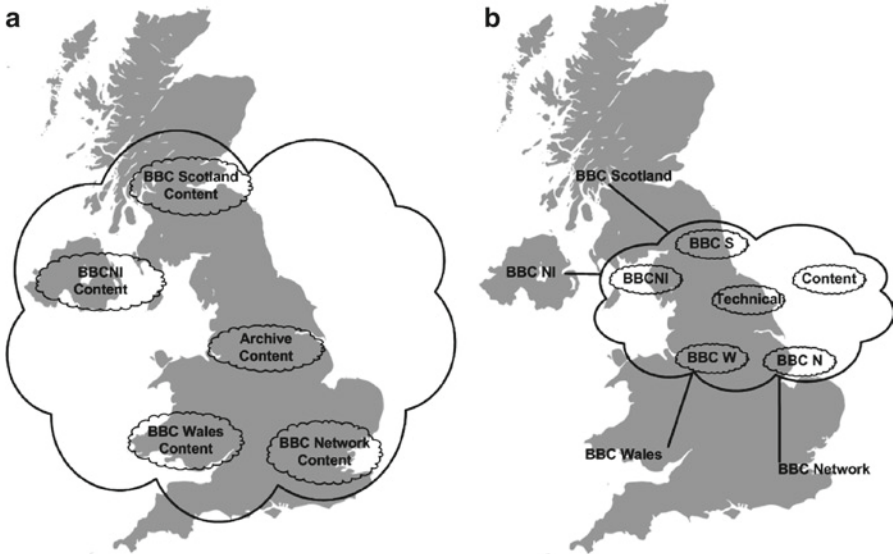 a
BBC Scotland
Content
BBCNI
Content
Archive
Content
BBC Wales
Content
BBC Network
Content
b
BBC Scotland
BBC S
BBC NI
BBCNI
Content
Technical
BBC W
BBC N
BBC Wales
BBC Network